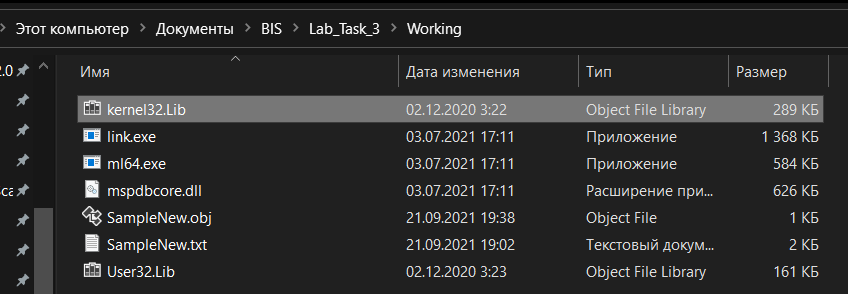 Этот компьютер > Документы > BIS > Lab_Task_3 > Working
2.0
Имя Дата изменения Тип Размер
kernel32.Lib 02.12.2020 3:22 Object File Library 289 КБ
link.exe 03.07.2021 17:11 Приложение 1 368 КБ
ml64.exe 03.07.2021 17:11 Приложение 584 КБ
mspdbcore.dll 03.07.2021 17:11 Расширение при... 626 КБ
SampleNew.obj 21.09.2021 19:38 Object File 1 КБ
SampleNew.txt 21.09.2021 19:02 Текстовый докум... 2 КБ
User32.Lib 02.12.2020 3:23 Object File Library 161 КБ